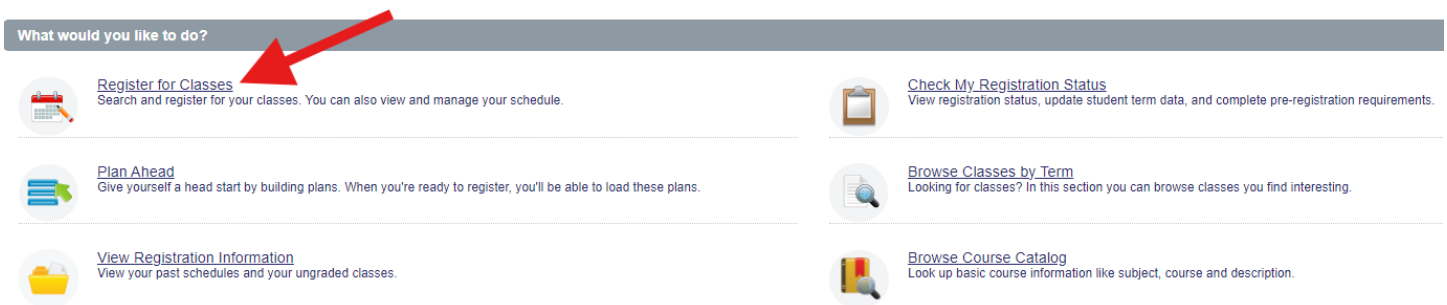 What would you like to do?
Register for Classes
Search and register for your classes. You can also view and manage your schedule.
Check My Registration Status
View registration status, update student term data, and complete pre-registration requirements.
Plan Ahead
Give yourself a head start by building plans. When you're ready to register, you'll be able to load these plans.
Browse Classes by Term
Looking for classes? In this section you can browse classes you find interesting.
View Registration Information
View your past schedules and your ungraded classes.
Browse Course Catalog
Look up basic course information like subject, course and description.